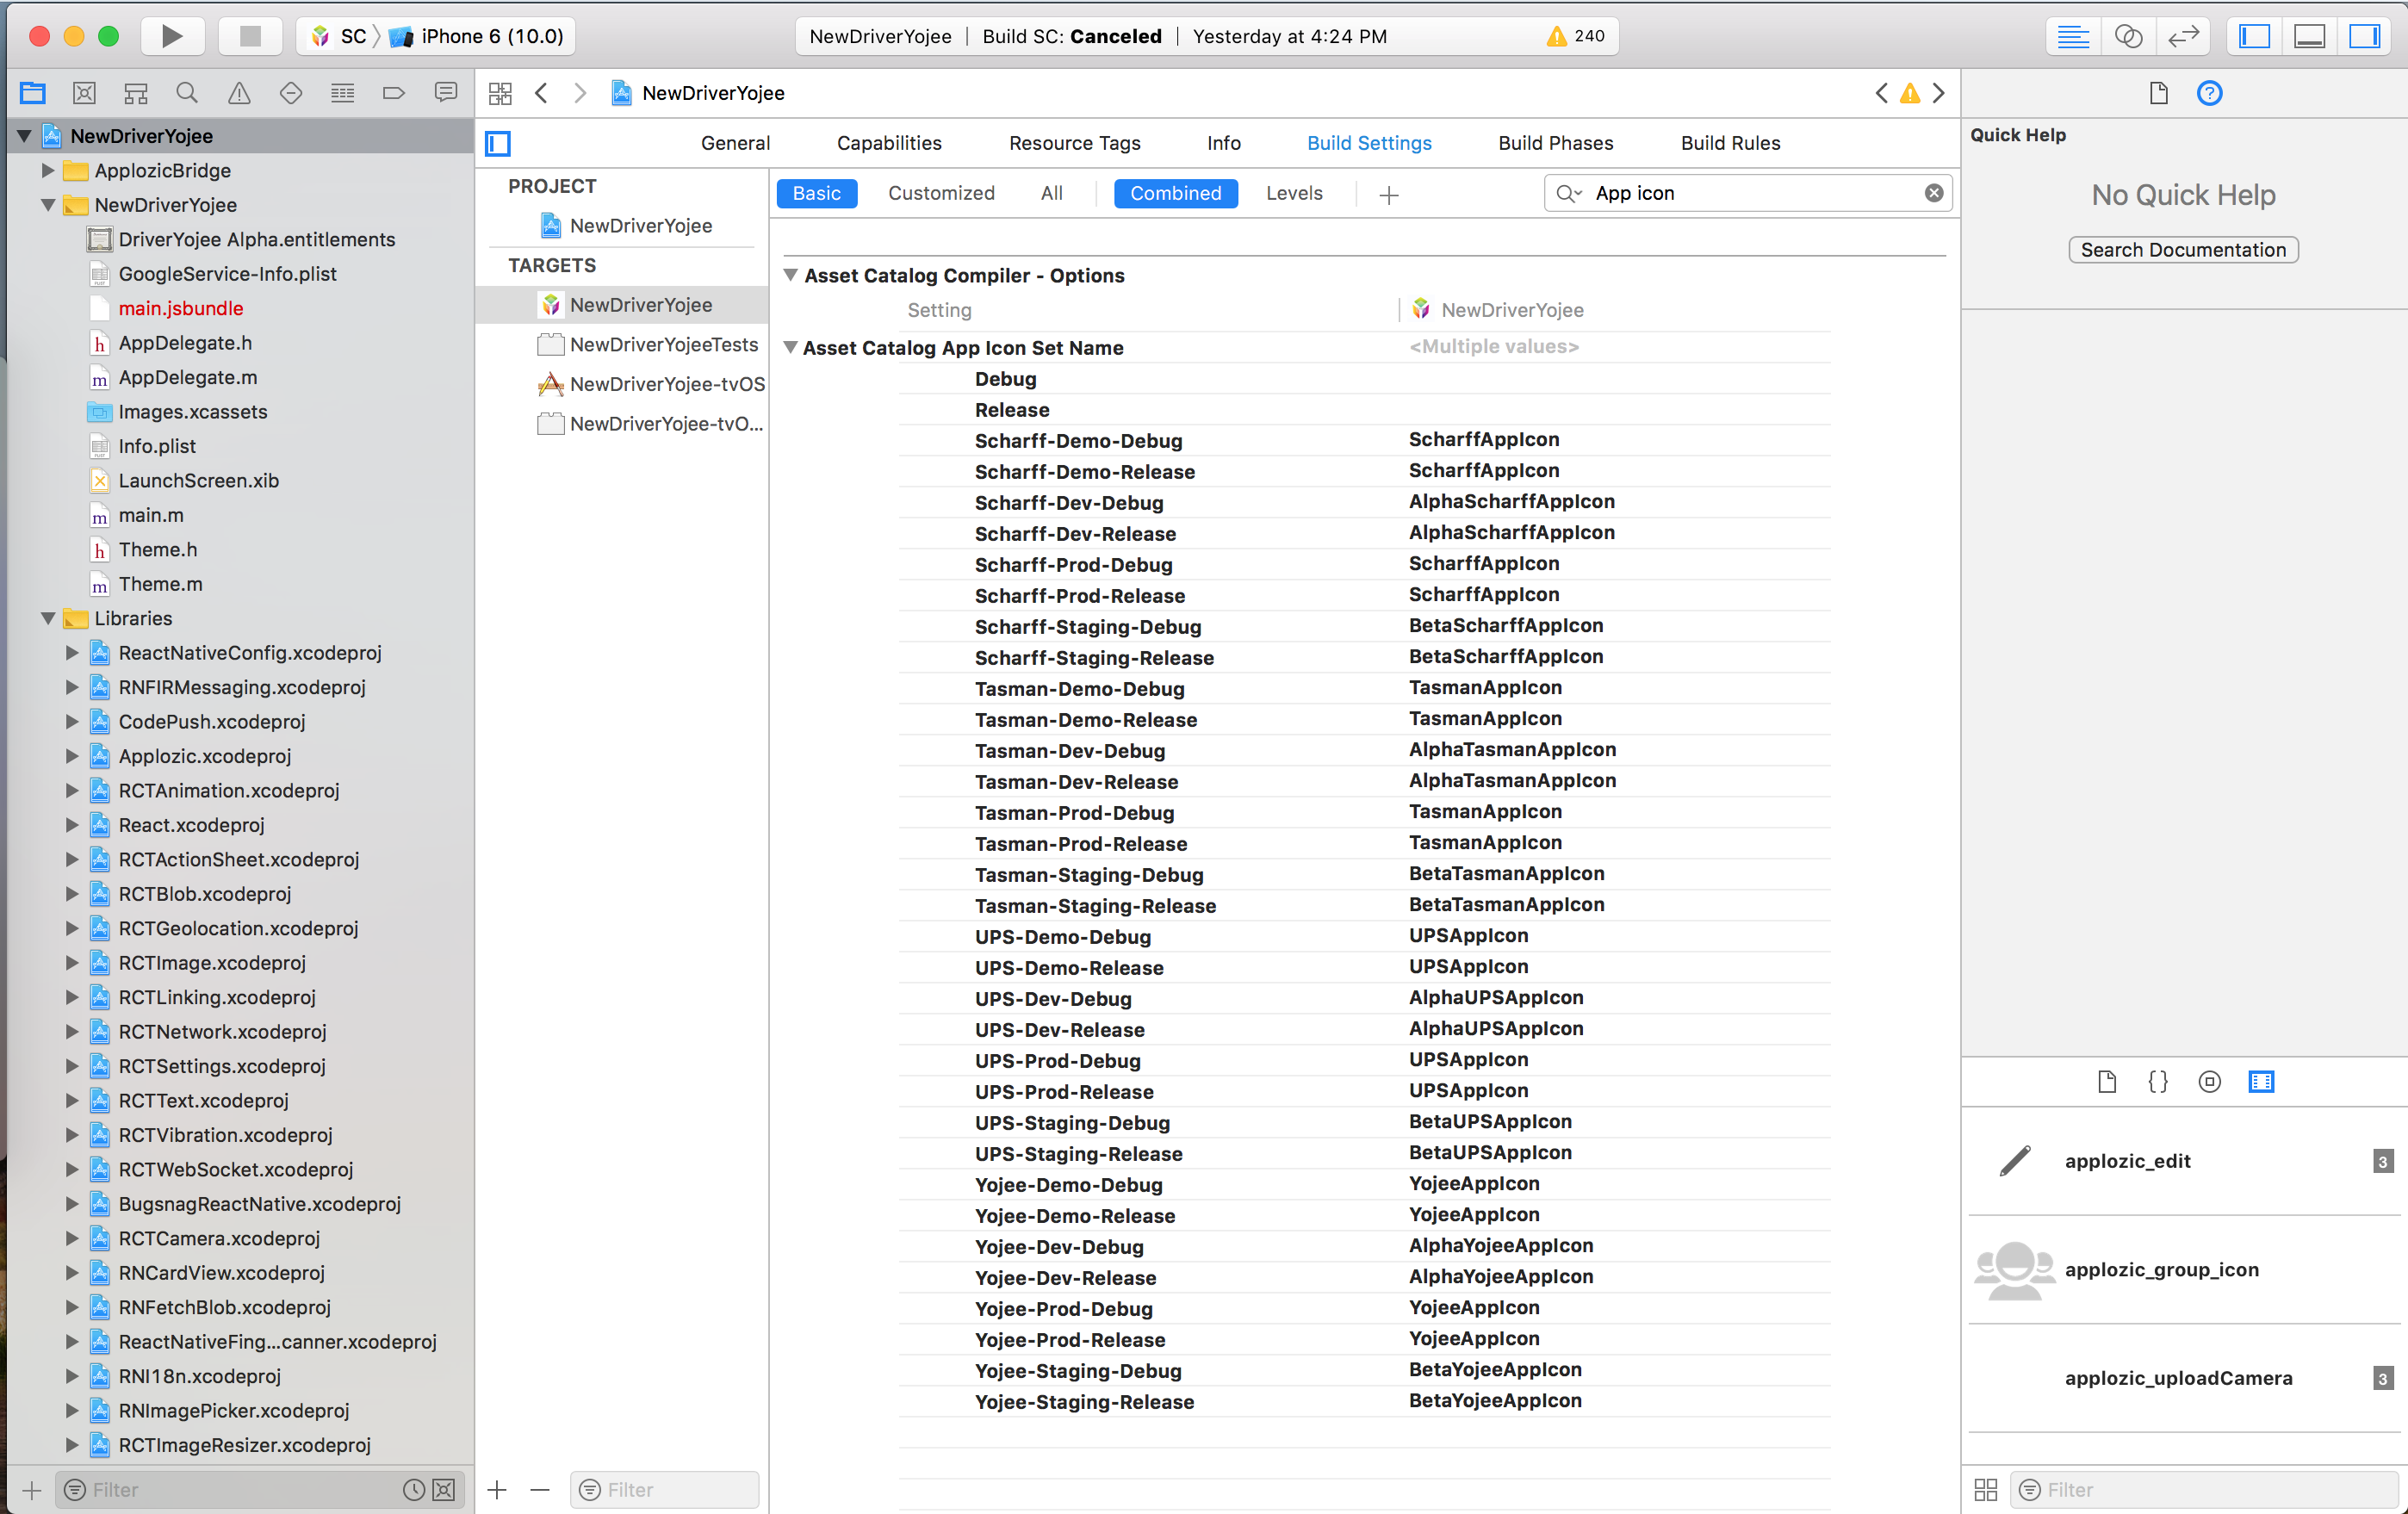 SC
iPhone 6 (10.0)
NewDriverYojee | Build SC: Canceled | Yesterday at 4:24 PM
240
NewDriverYojee
ApplozicBridge
NewDriverYojee
DriverYojee Alpha.entitlements
GoogleService-Info.plist
main.jsbundle
AppDelegate.h
AppDelegate.m
Images.xcassets
Info.plist
LaunchScreen.xib
main.m
Theme.h
Theme.m
Libraries
ReactNativeConfig.xcodeproj
RNFIRMessaging.xcodeproj
CodePush.xcodeproj
Applozic.xcodeproj
RCTAnimation.xcodeproj
React.xcodeproj
RCTActionSheet.xcodeproj
RCTBlob.xcodeproj
RCTGeolocation.xcodeproj
RCTImage.xcodeproj
RCTLinking.xcodeproj
RCTNetwork.xcodeproj
RCTSettings.xcodeproj
RCTText.xcodeproj
RCTVibration.xcodeproj
RCTWebSocket.xcodeproj
BugsnagReactNative.xcodeproj
RCTCamera.xcodeproj
RNCardView.xcodeproj
RNFetchBlob.xcodeproj
ReactNativeFing...canner.xcodeproj
RNI18n.xcodeproj
RNImagePicker.xcodeproj
RCTImageResizer.xcodeproj
Filter
NewDriverYojee
General Capabilities Resource Tags Info Build Settings Build Phases Build Rules
PROJECT
NewDriverYojee
TARGETS
NewDriverYojee
NewDriverYojeeTests
NewDriverYojee-tvOS
NewDriverYojee-tvO...
Filter
Basic Customized All Combined Levels
App icon
Asset Catalog Compiler - Options
Setting NewDriverYojee
Asset Catalog App Icon Set Name <Multiple values>
Debug
Release
Scharff-Demo-Debug ScharffAppIcon
Scharff-Demo-Release ScharffAppIcon
Scharff-Dev-Debug AlphaScharffAppIcon
Scharff-Dev-Release AlphaScharffAppIcon
Scharff-Prod-Debug ScharffAppIcon
Scharff-Prod-Release ScharffAppIcon
Scharff-Staging-Debug BetaScharffAppIcon
Scharff-Staging-Release BetaScharffAppIcon
Tasman-Demo-Debug TasmanAppIcon
Tasman-Demo-Release TasmanAppIcon
Tasman-Dev-Debug AlphaTasmanAppIcon
Tasman-Dev-Release AlphaTasmanAppIcon
Tasman-Prod-Debug TasmanAppIcon
Tasman-Prod-Release TasmanAppIcon
Tasman-Staging-Debug BetaTasmanAppIcon
Tasman-Staging-Release BetaTasmanAppIcon
UPS-Demo-Debug UPSAppIcon
UPS-Demo-Release UPSAppIcon
UPS-Dev-Debug AlphaUPSAppIcon
UPS-Dev-Release AlphaUPSAppIcon
UPS-Prod-Debug UPSAppIcon
UPS-Prod-Release UPSAppIcon
UPS-Staging-Debug BetaUPSAppIcon
UPS-Staging-Release BetaUPSAppIcon
Yojee-Demo-Debug YojeeAppIcon
Yojee-Demo-Release YojeeAppIcon
Yojee-Dev-Debug AlphaYojeeAppIcon
Yojee-Dev-Release AlphaYojeeAppIcon
Yojee-Prod-Debug YojeeAppIcon
Yojee-Prod-Release YojeeAppIcon
Yojee-Staging-Debug BetaYojeeAppIcon
Yojee-Staging-Release BetaYojeeAppIcon
Quick Help
No Quick Help
Search Documentation
applozic_edit 3
applozic_group_icon
applozic_uploadCamera 3
Filter